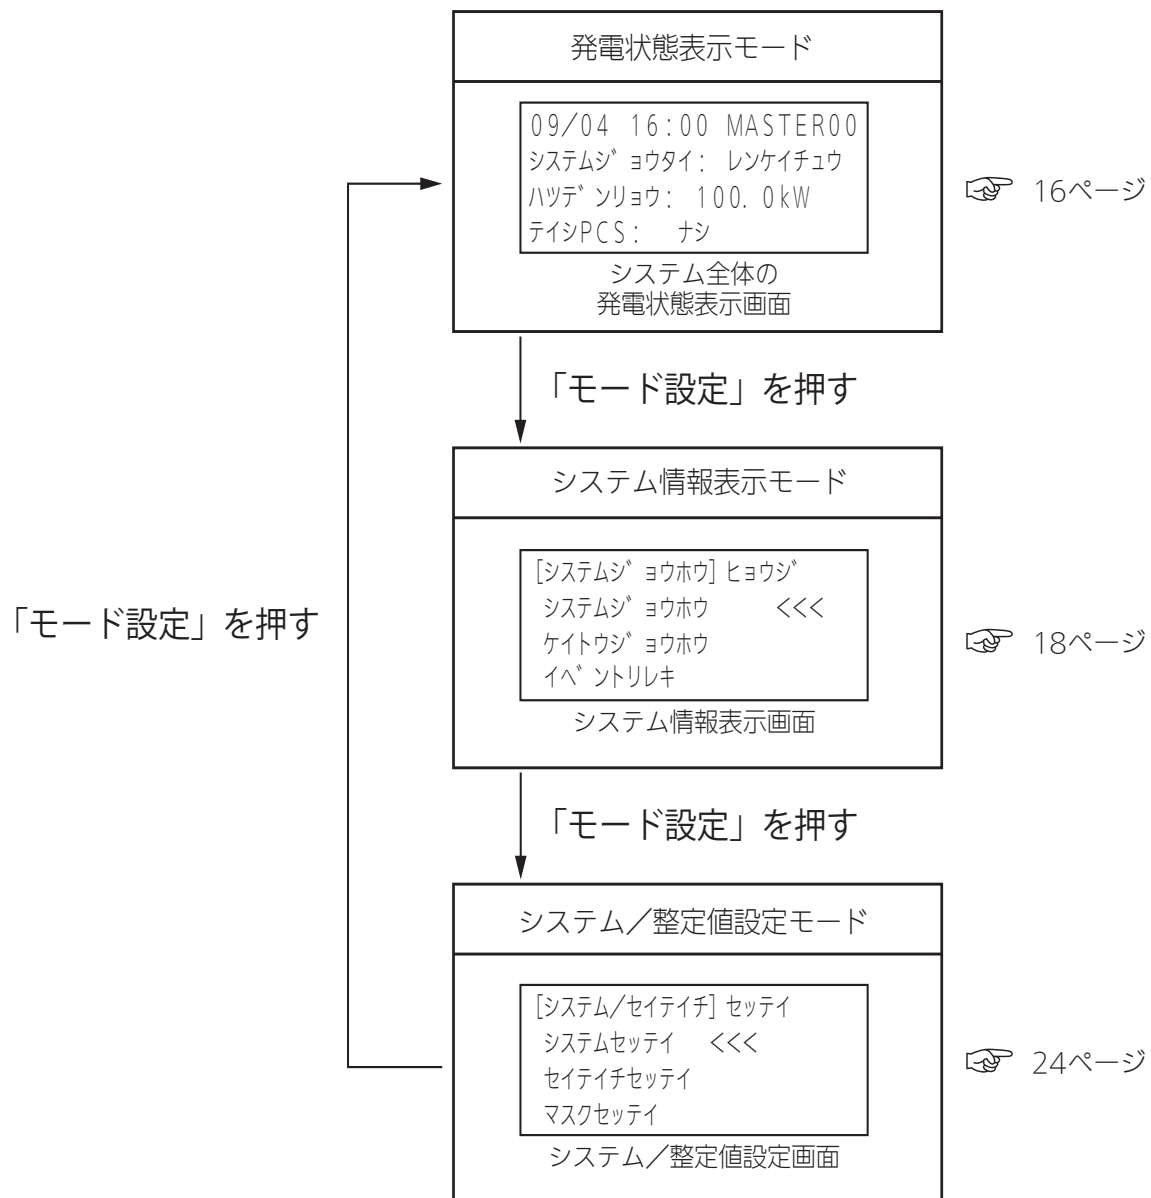 発電状態表示モード
09/04 16:00 MASTER00
システムジョウタイ: レンケイチュウ
ハツデンリョウ: 100.0kW
テイシPCS: ナシ
システム全体の
発電状態表示画面
☞ 16ページ
「モード設定」を押す
システム情報表示モード
[システムジョウホウ] ヒョウジ
システムジョウホウ <<<
ケイトウジョウホウ
イベントリレキ
システム情報表示画面
☞ 18ページ
「モード設定」を押す
「モード設定」を押す
システム/整定値設定モード
[システム/セイテイチ] セッテイ
システムセッテイ <<<
セイテイチセッテイ
マスクセッテイ
システム/整定値設定画面
☞ 24ページ